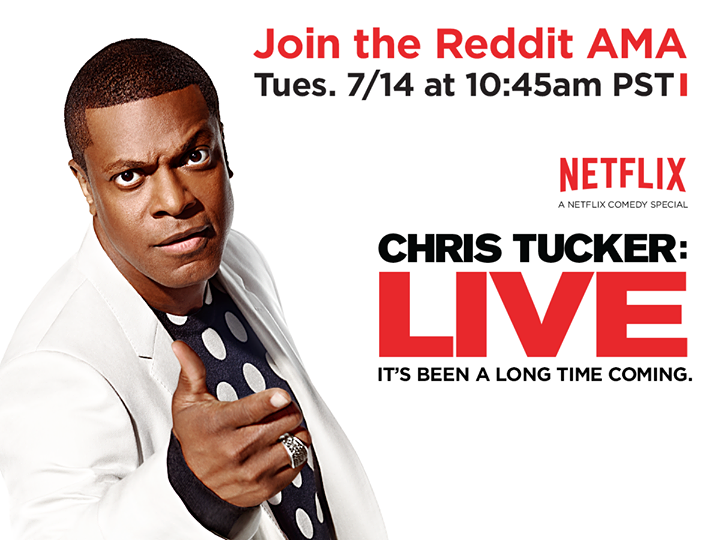 Join the Reddit AMA
Tues. 7/14 at 10:45am PST
NETFLIX
A NETFLIX COMEDY SPECIAL
CHRIS TUCKER:
LIVE
IT'S BEEN A LONG TIME COMING.